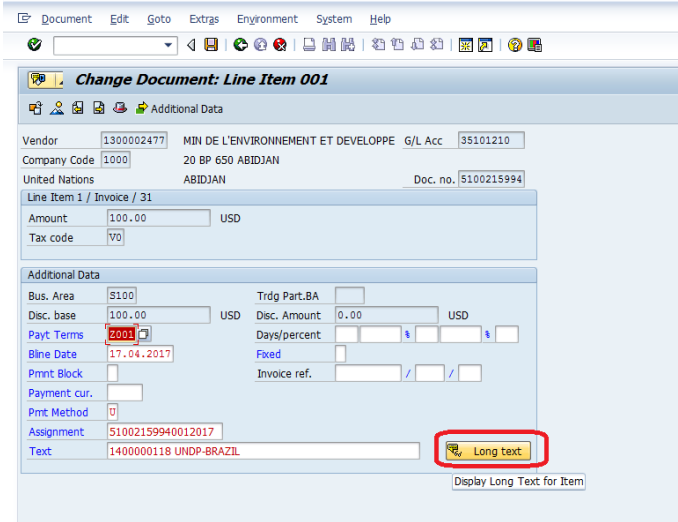 Document Edit Goto Extras Environment System Help
Change Document: Line Item 001
Additional Data
Vendor 1300002477 MIN DE L'ENVIRONNEMENT ET DEVELOPPE G/L Acc 35101210
Company Code 1000 20 BP 650 ABIDJAN
United Nations ABIDJAN Doc. no. 5100215994
Line Item 1 / Invoice / 31
Amount 100.00 USD
Tax code V0
Additional Data
Bus. Area S100 Trdg Part.BA
Disc. base 100.00 USD Disc. Amount 0.00 USD
Payt Terms Z001 Days/percent % %
Bline Date 17.04.2017 Fixed
Pmnt Block Invoice ref. / /
Payment cur.
Pmt Method U
Assignment 51002159940012017
Text 1400000118 UNDP-BRAZIL Long text
Display Long Text for Item